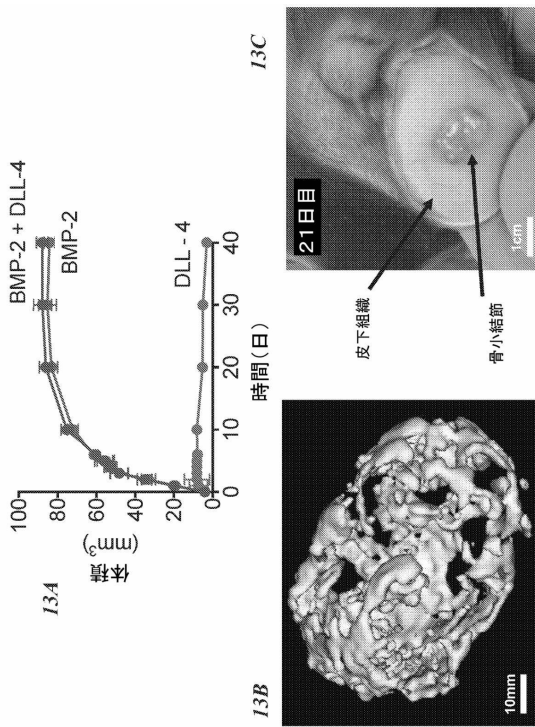 13A
体積
(mm³)
100
80
60
40
20
0
0
10
20
30
40
時間(日)
BMP-2 + DLL-4
BMP-2
DLL - 4
13B
10mm
13C
21日目
1cm
皮下組織
骨小結節